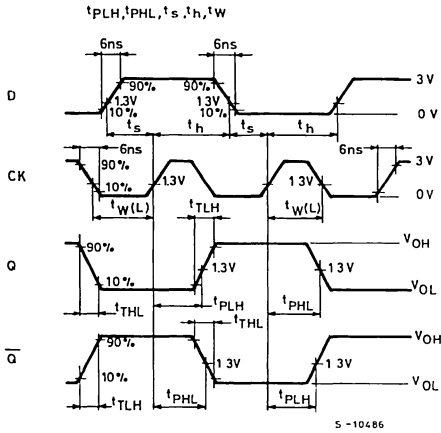 tPLH,tPHL,ts,th,tW
6ns 6ns
90% 90% 3V
D 1.3V 1.3V
10% 10% 0V
ts th ts th
6ns 6ns
90% 3V
CK 1.3V 1.3V
10% 0V
tW(L) tTLH tW(L)
90% VOH
Q 1.3V 1 3V
10% VOL
tTHL tPLH tPHL
tTHL
90% VOH
Q 1 3V 1 3V
10% VOL
tTLH tPHL tPLH
S-10486